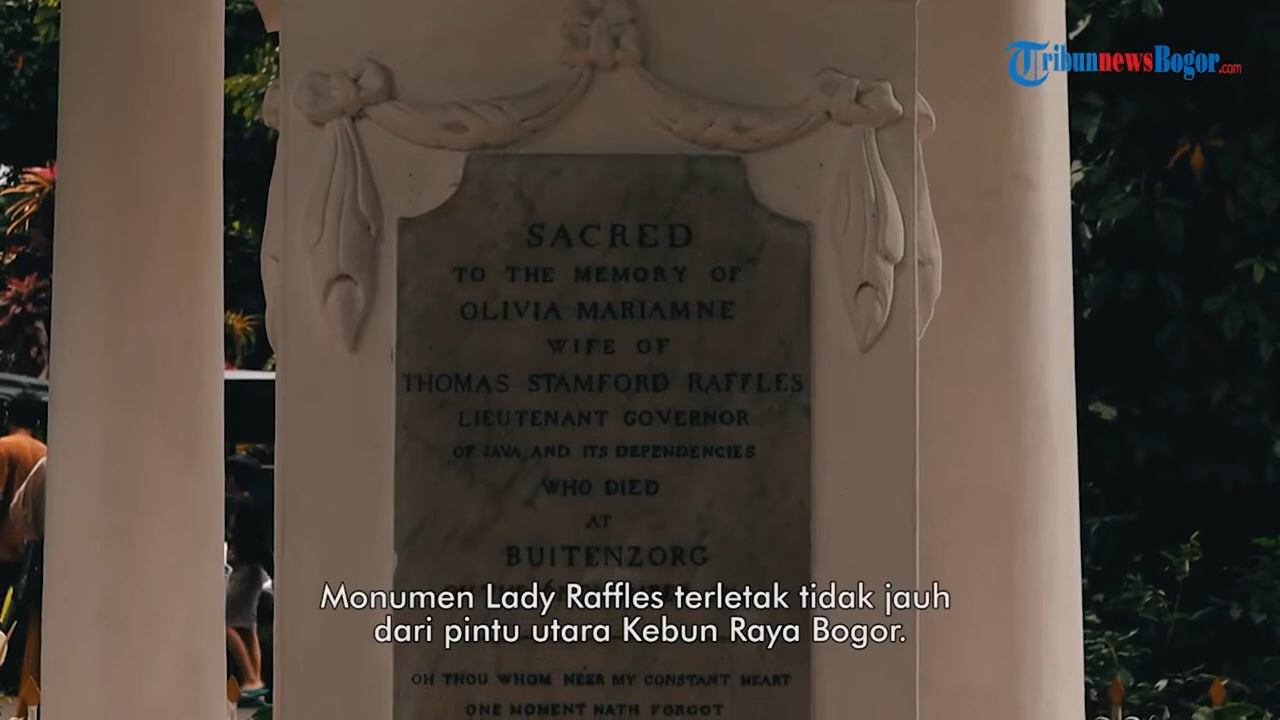 TribunnewsBogor.com
SACRED
TO THE MEMORY OF
OLIVIA MARIAMNE
WIFE OF
THOMAS STAMFORD RAFFLES
LIEUTENANT GOVERNOR
OF JAVA AND ITS DEPENDENCIES
WHO DIED
AT
BUITENZORG
Monumen Lady Raffles terletak tidak jauh
dari pintu utara Kebun Raya Bogor.
OH THOU WHOM NEER MY CONSTANT HEART
ONE MOMENT HATH FORGOT